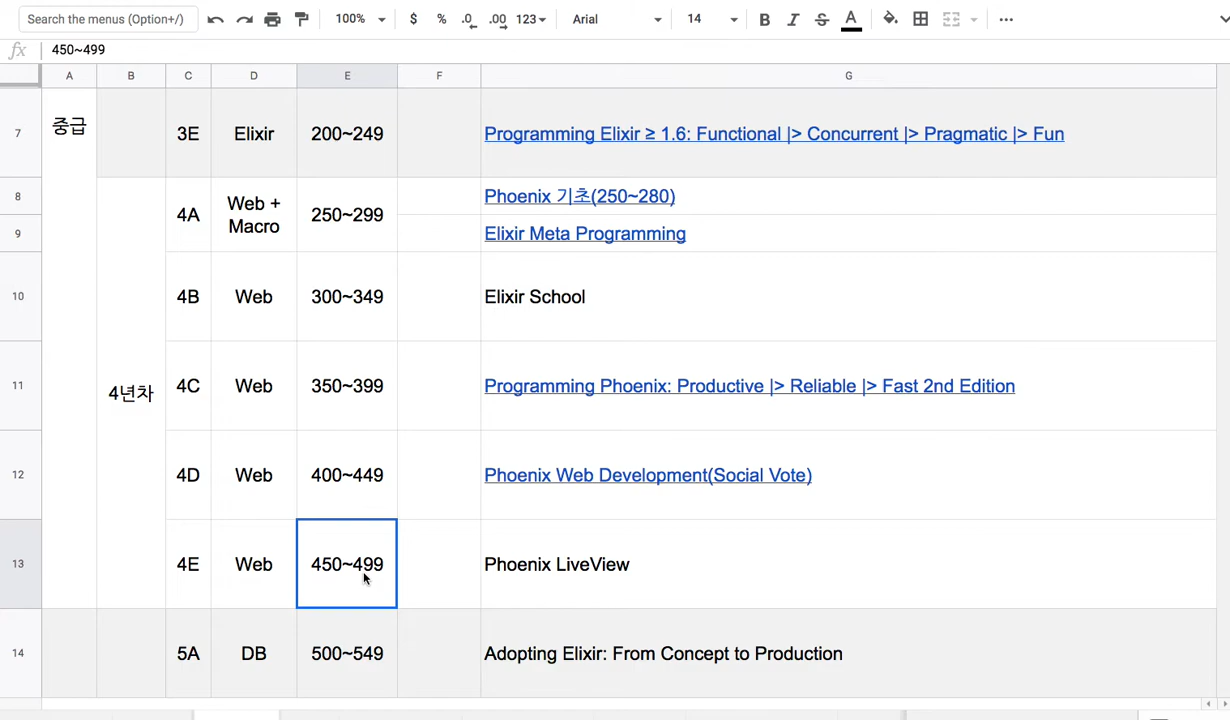 Search the menus (Option+/) 100% $ % .0 .00 123 Arial 14 B I S A
fx 450~499
A B C D E F G
7 중급 3E Elixir 200~249 Programming Elixir ≥ 1.6: Functional |> Concurrent |> Pragmatic |> Fun
8 Phoenix 기초(250~280)
4A Web + Macro 250~299
9 Elixir Meta Programming
10 4B Web 300~349 Elixir School
11 4년차 4C Web 350~399 Programming Phoenix: Productive |> Reliable |> Fast 2nd Edition
12 4D Web 400~449 Phoenix Web Development(Social Vote)
13 4E Web 450~499 Phoenix LiveView
14 5A DB 500~549 Adopting Elixir: From Concept to Production